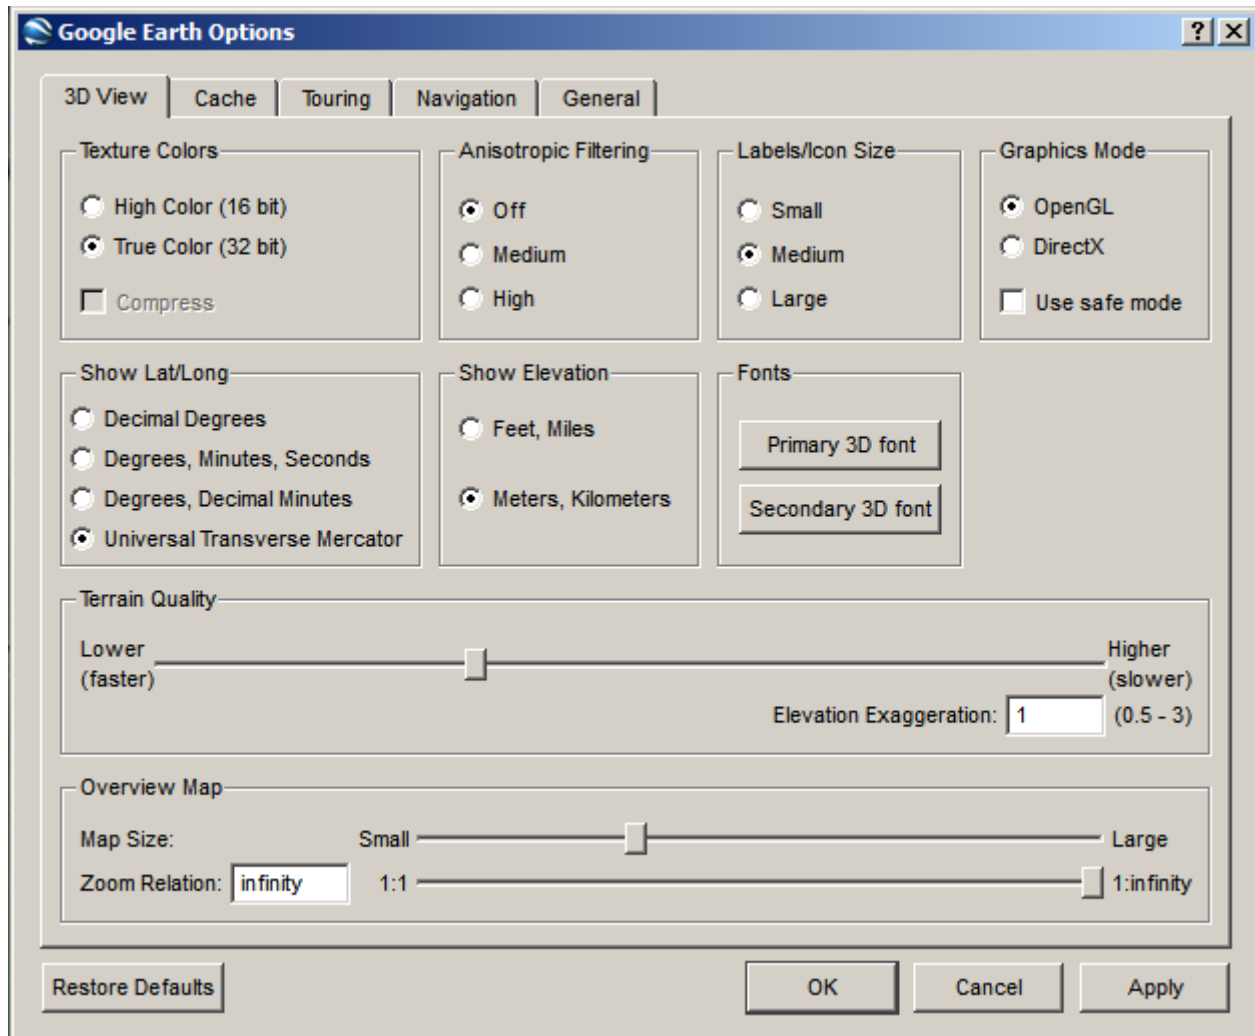 Google Earth Options
3D View Cache Touring Navigation General
Texture Colors
High Color (16 bit)
True Color (32 bit)
Compress
Anisotropic Filtering
Off
Medium
High
Labels/Icon Size
Small
Medium
Large
Graphics Mode
OpenGL
DirectX
Use safe mode
Show Lat/Long
Decimal Degrees
Degrees, Minutes, Seconds
Degrees, Decimal Minutes
Universal Transverse Mercator
Show Elevation
Feet, Miles
Meters, Kilometers
Fonts
Primary 3D font
Secondary 3D font
Terrain Quality
Lower
(faster)
Higher
(slower)
Elevation Exaggeration: 1 (0.5 - 3)
Overview Map
Map Size: Small Large
Zoom Relation: infinity 1:1 1:infinity
Restore Defaults OK Cancel Apply